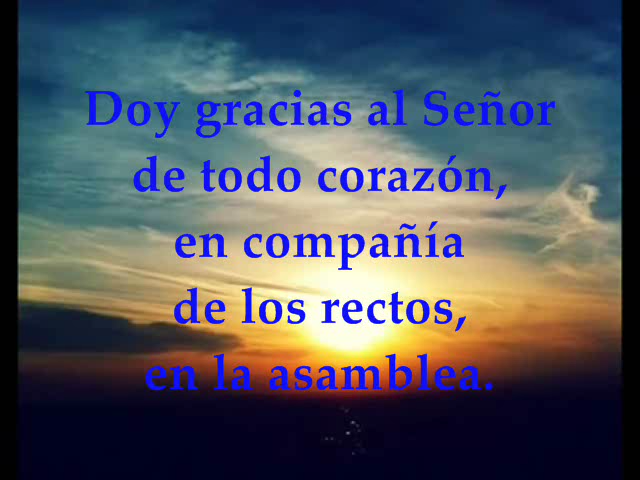 Doy gracias al Señor
de todo corazón,
en compañía
de los rectos,
en la asamblea.